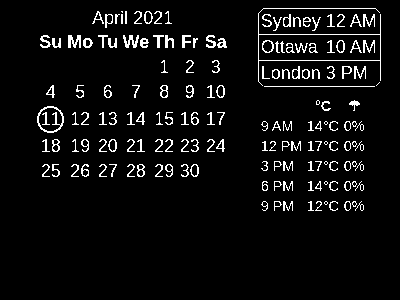 April 2021
Su Mo Tu We Th Fr Sa
1 2 3
4 5 6 7 8 9 10
11 12 13 14 15 16 17
18 19 20 21 22 23 24
25 26 27 28 29 30
Sydney 12 AM
Ottawa 10 AM
London 3 PM
°C
9 AM 14°C 0%
12 PM 17°C 0%
3 PM 17°C 0%
6 PM 14°C 0%
9 PM 12°C 0%